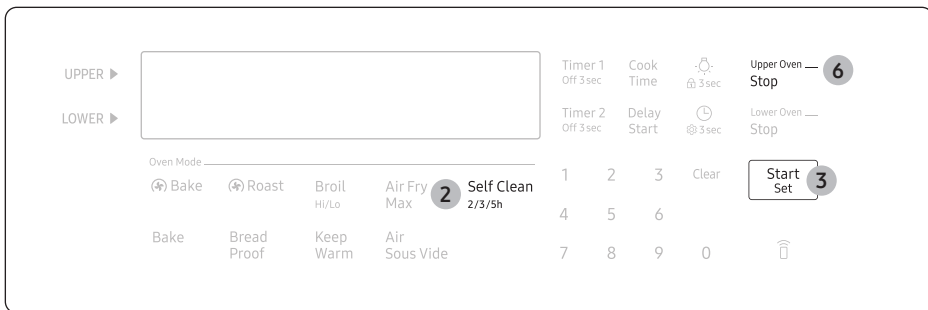 UPPER ▶
LOWER ▶
Timer 1
Off 3 sec
Cook
Time
3 sec
Upper Oven
Stop
6
Timer 2
Off 3 sec
Delay
Start
3 sec
Lower Oven
Stop
Oven Mode
Bake
Roast
Broil
Hi/Lo
Air Fry
Max
2
Self Clean
2/3/5h
Bake
Bread
Proof
Keep
Warm
Air
Sous Vide
1 2 3 Clear
4 5 6
7 8 9 0
Start
Set
3